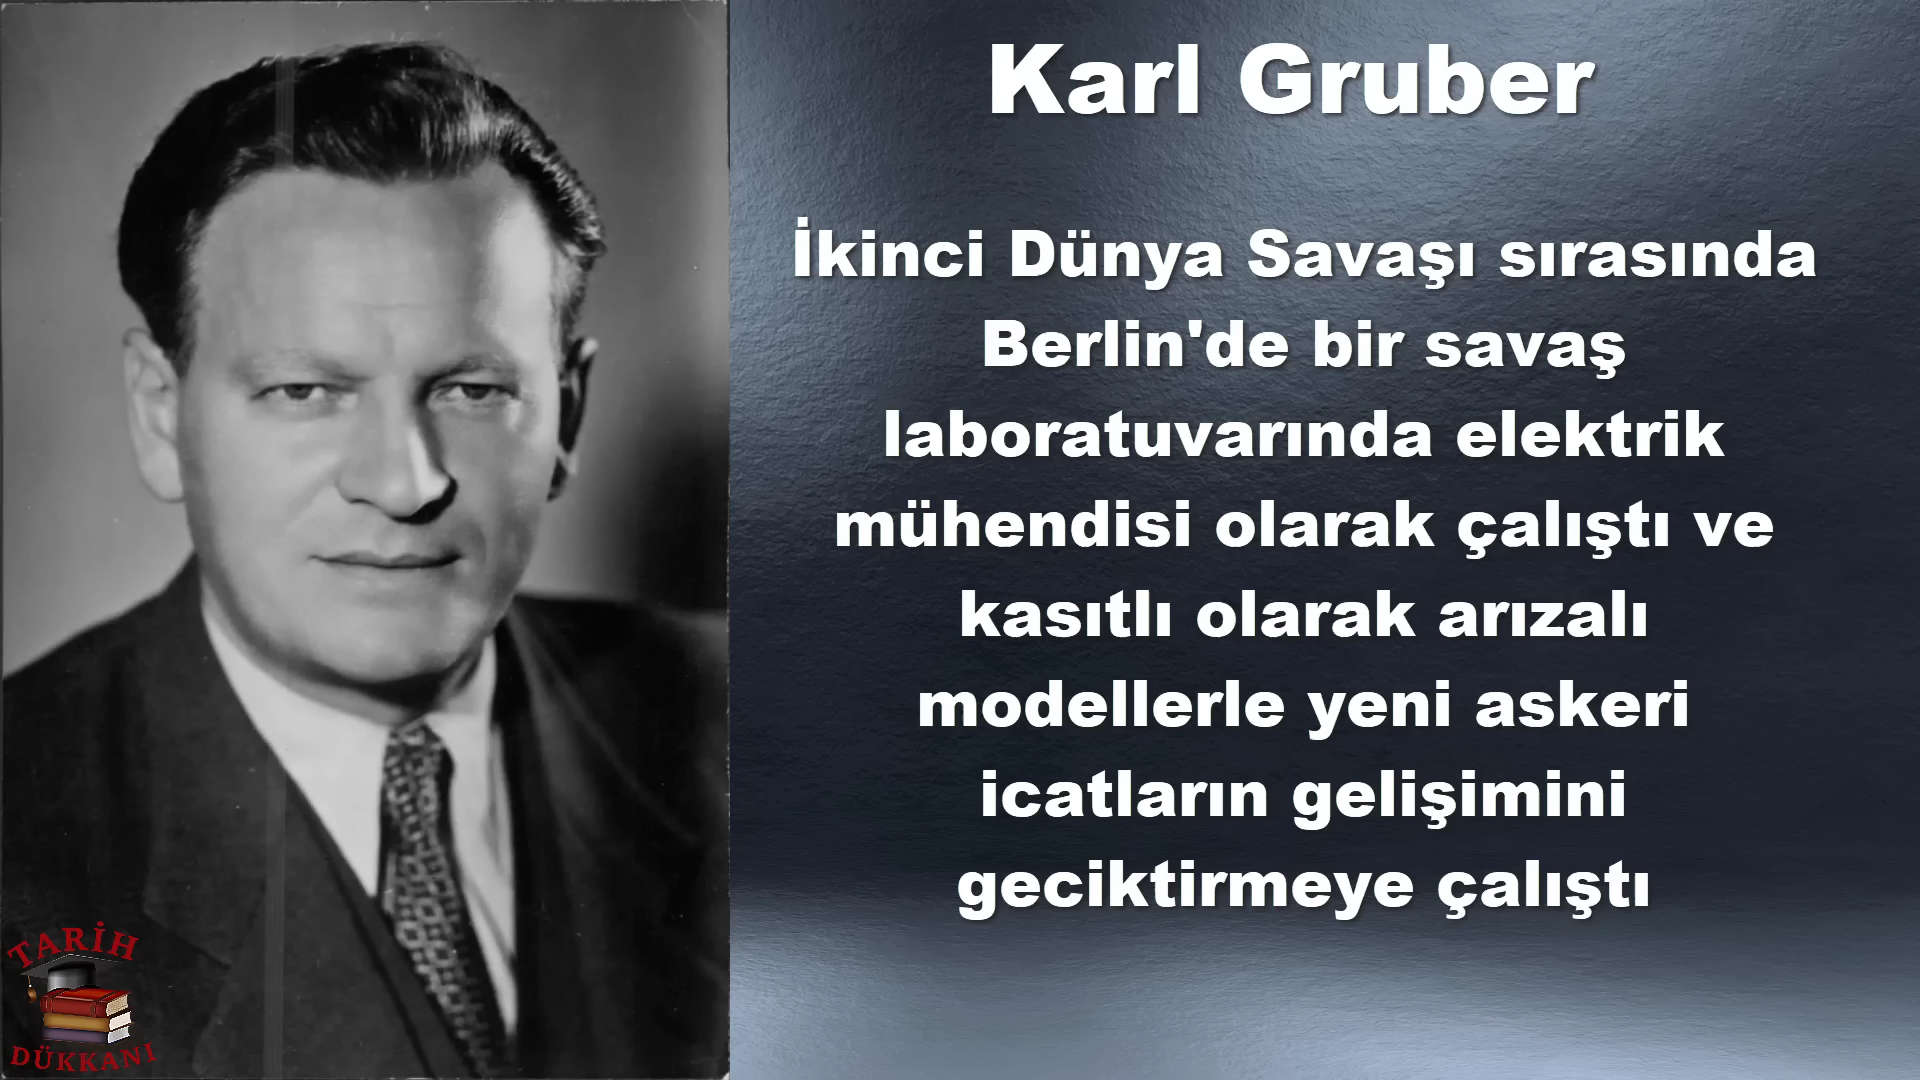 Karl Gruber
İkinci Dünya Savaşı sırasında
Berlin'de bir savaş
laboratuvarında elektrik
mühendisi olarak çalıştı ve
kasıtlı olarak arızalı
modellerle yeni askeri
icatların gelişimini
geciktirmeye çalıştı
TARİH
DÜKKANI